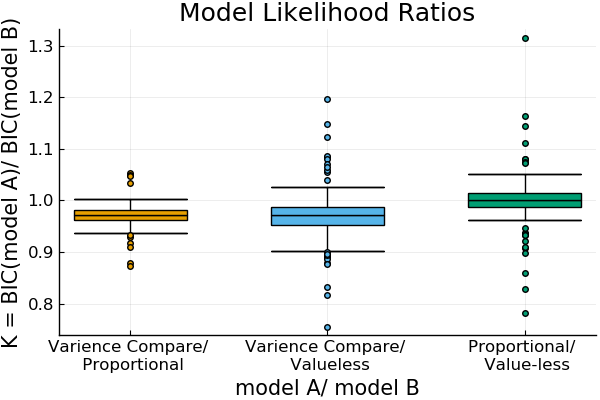 Model Likelihood Ratios
K = BIC(model A)/ BIC(model B)
1.3
1.2
1.1
1.0
0.9
0.8
Varience Compare/
Proportional
Varience Compare/
Valueless
Proportional/
Value-less
model A/ model B